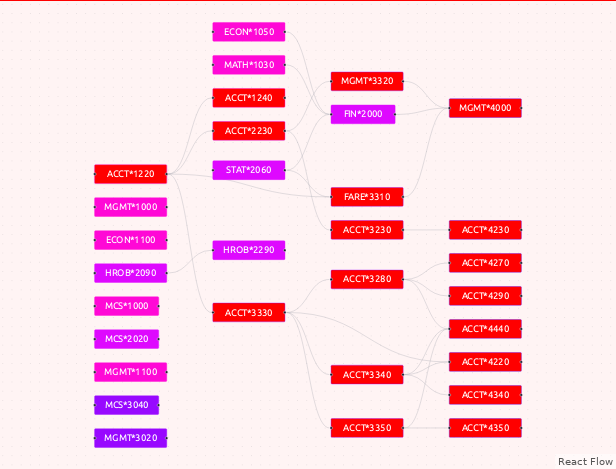 ECON*1050
MATH*1030
MGMT*3320
ACCT*1240
MGMT*4000
FIN*2000
ACCT*2230
STAT*2060
ACCT*1220
FARE*3310
MGMT*1000
ACCT*3230
ACCT*4230
ECON*1100
HROB*2290
ACCT*4270
HROB*2090
ACCT*3280
ACCT*4290
MCS*1000
ACCT*3330
ACCT*4440
MCS*2020
ACCT*4220
MGMT*1100
ACCT*3340
ACCT*4340
MCS*3040
ACCT*3350
ACCT*4350
MGMT*3020
React Flow